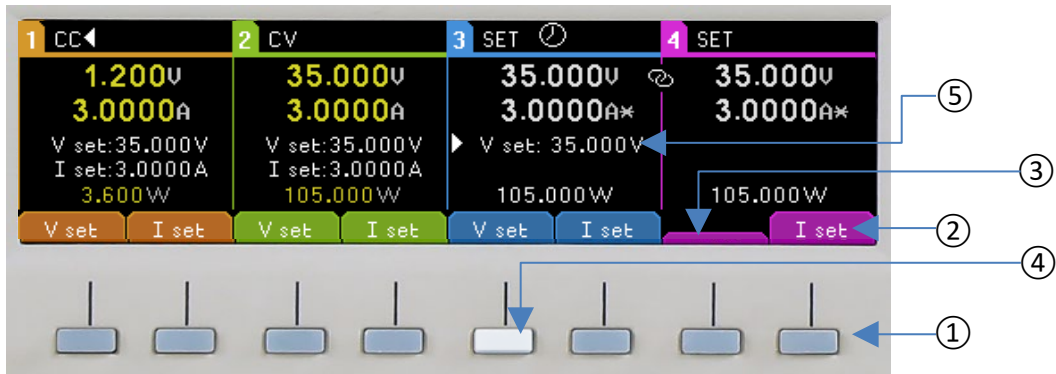 1 CC
2 CV
3 SET
4 SET
1.200V
35.000V
35.000V
35.000V
3.0000A
3.0000A
3.0000A*
3.0000A*
V set:35.000V
V set:35.000V
V set: 35.000V
I set:3.0000A
I set:3.0000A
3.600W
105.000W
105.000W
105.000W
V set
I set
V set
I set
V set
I set
I set
⑤
③
②
④
①